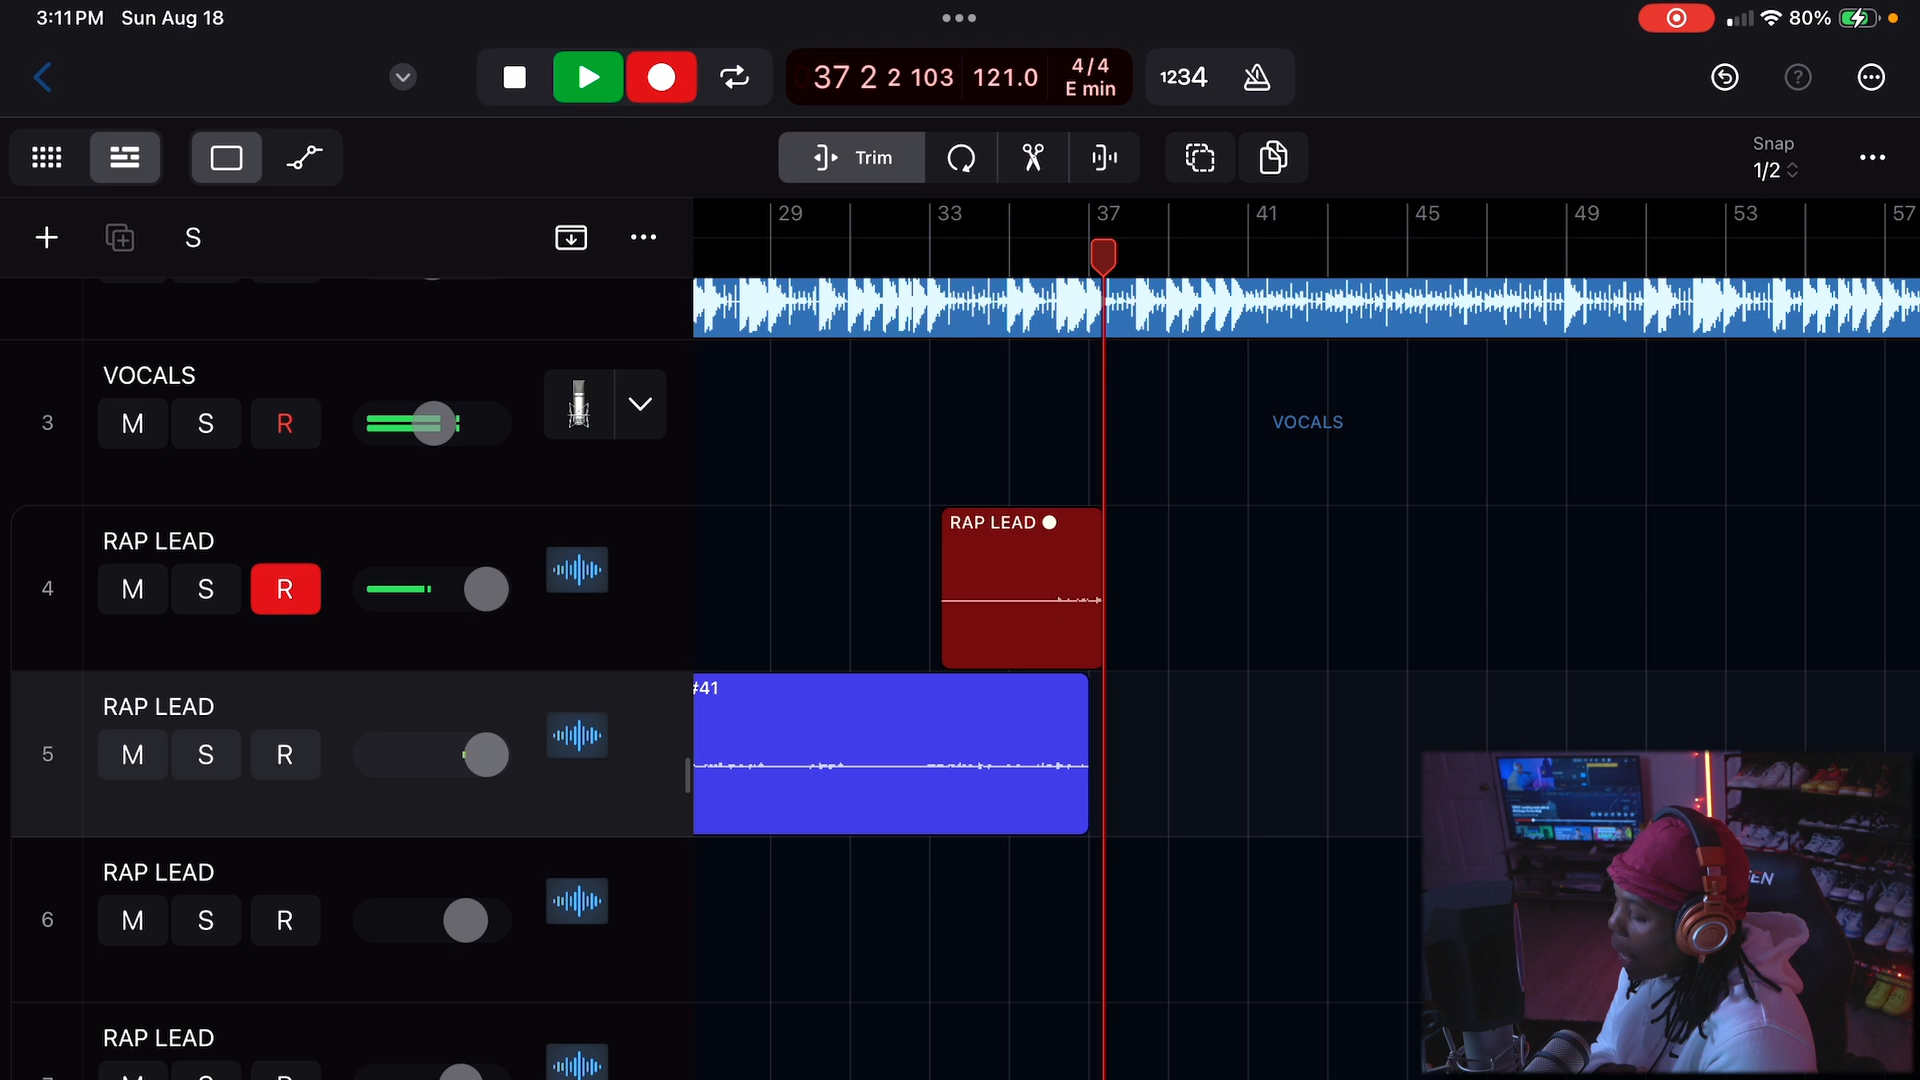 3:11 PM Sun Aug 18
80%
37 2 2 103 121.0 4/4 E min
1234
Trim
Snap
1/2
S
29 33 37 41 45 49 53 57
VOCALS
3
M S R
VOCALS
RAP LEAD
4
M S R
RAP LEAD
RAP LEAD
5
M S R
#41
RAP LEAD
6
M S R
RAP LEAD